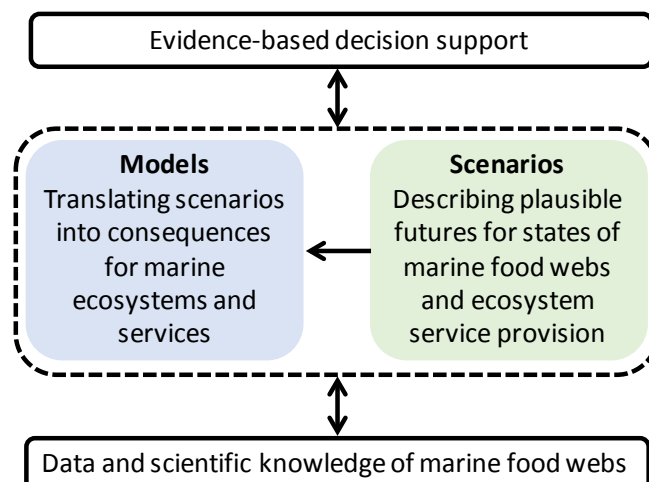 Evidence-based decision support
Models
Translating scenarios
into consequences
for marine
ecosystems and
services
Scenarios
Describing plausible
futures for states of
marine food webs
and ecosystem
service provision
Data and scientific knowledge of marine food webs